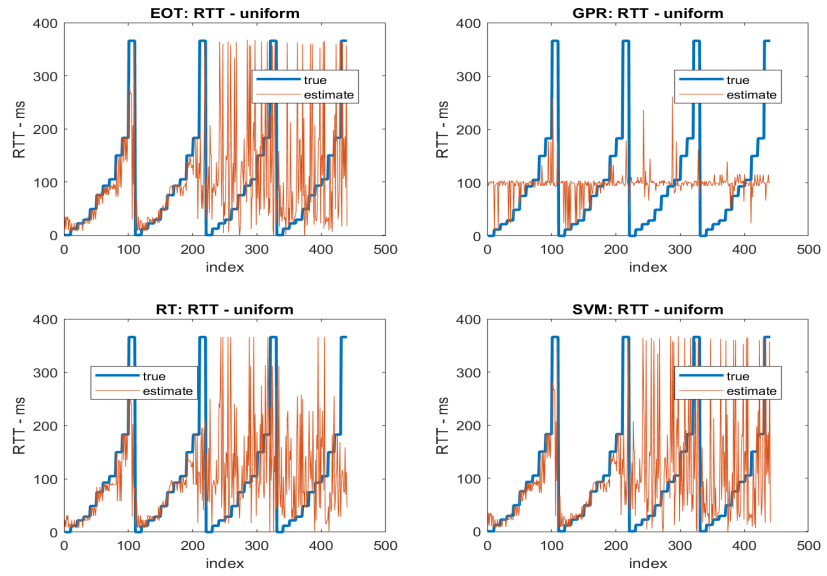 EOT: RTT - uniform
400
300
200
100
0
RTT - ms
true
estimate
0 100 200 300 400 500
index
GPR: RTT - uniform
400
300
200
100
0
RTT - ms
true
estimate
0 100 200 300 400 500
index
RT: RTT - uniform
400
300
200
100
0
RTT - ms
true
estimate
0 100 200 300 400 500
index
SVM: RTT - uniform
400
300
200
100
0
RTT - ms
true
estimate
0 100 200 300 400 500
index